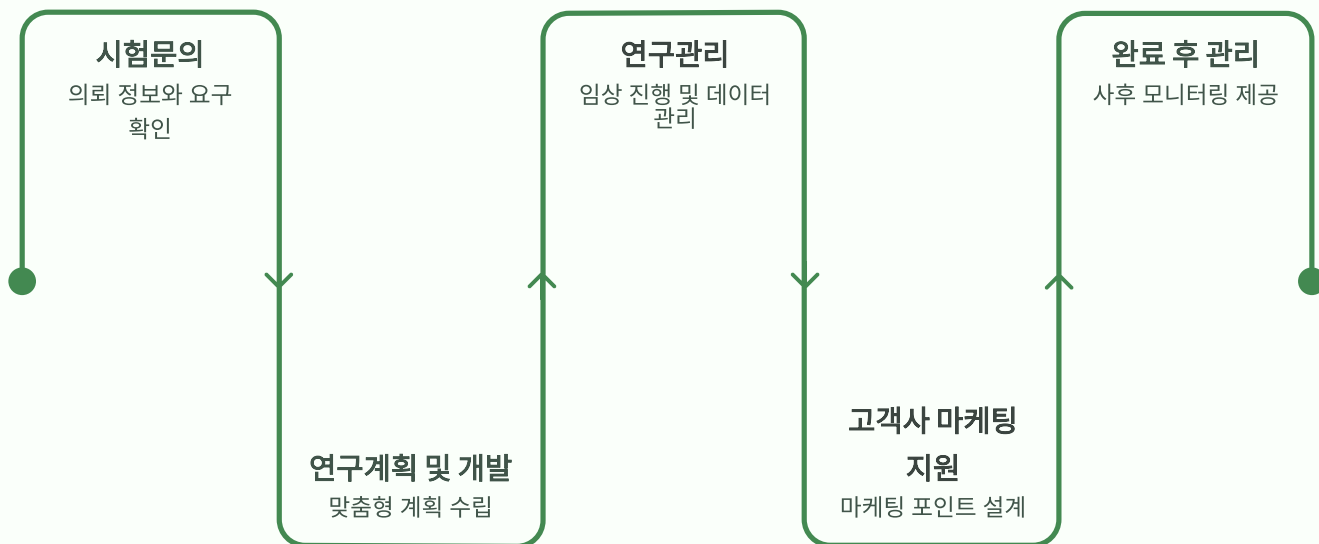 시험문의
의뢰 정보와 요구
확인
연구계획 및 개발
맞춤형 계획 수립
연구관리
임상 진행 및 데이터
관리
고객사 마케팅
지원
마케팅 포인트 설계
완료 후 관리
사후 모니터링 제공